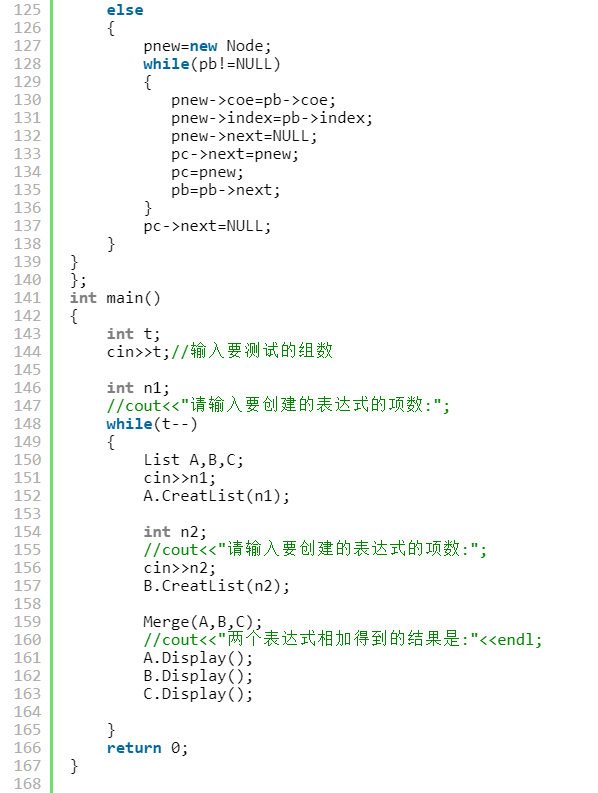 125     else
126     {
127         pnew=new Node;
128         while(pb!=NULL)
129         {
130            pnew->coe=pb->coe;
131            pnew->index=pb->index;
132            pnew->next=NULL;
133            pc->next=pnew;
134            pc=pnew;
135            pb=pb->next;
136         }
137         pc->next=NULL;
138     }
139 }
140 };
141 int main()
142 {
143     int t;
144     cin>>t;//输入要测试的组数
145
146     int n1;
147     //cout<<"请输入要创建的表达式的项数:";
148     while(t--)
149     {
150         List A,B,C;
151         cin>>n1;
152         A.CreatList(n1);
153
154         int n2;
155         //cout<<"请输入要创建的表达式的项数:";
156         cin>>n2;
157         B.CreatList(n2);
158
159         Merge(A,B,C);
160         //cout<<"两个表达式相加得到的结果是:"<<endl;
161         A.Display();
162         B.Display();
163         C.Display();
164
165     }
166     return 0;
167 }
168